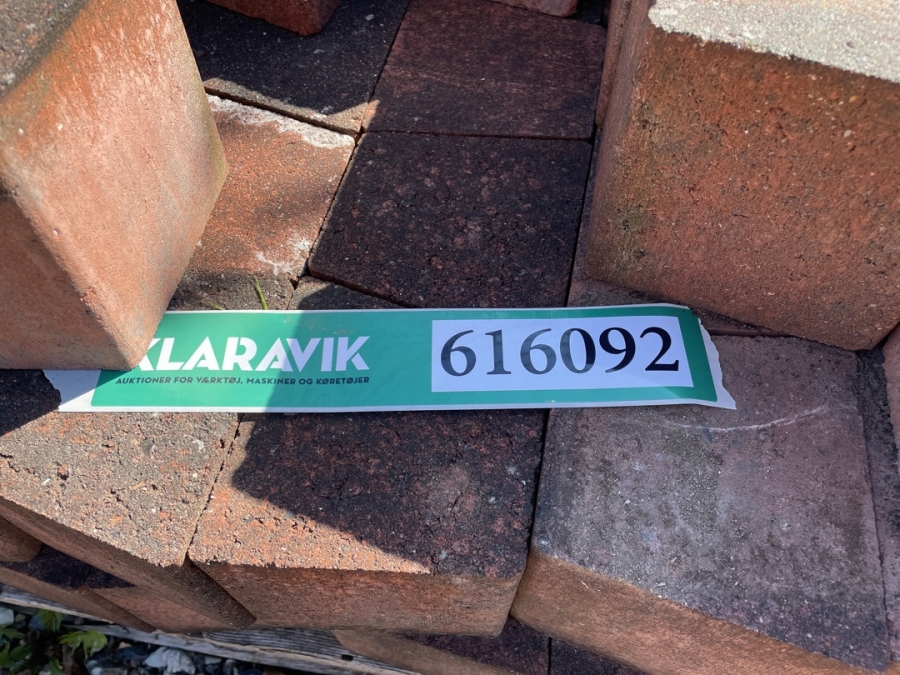 KLARAVIK
AUKTIONER FOR VÆRKTØJ, MASKINER OG KØRETØJER
616092